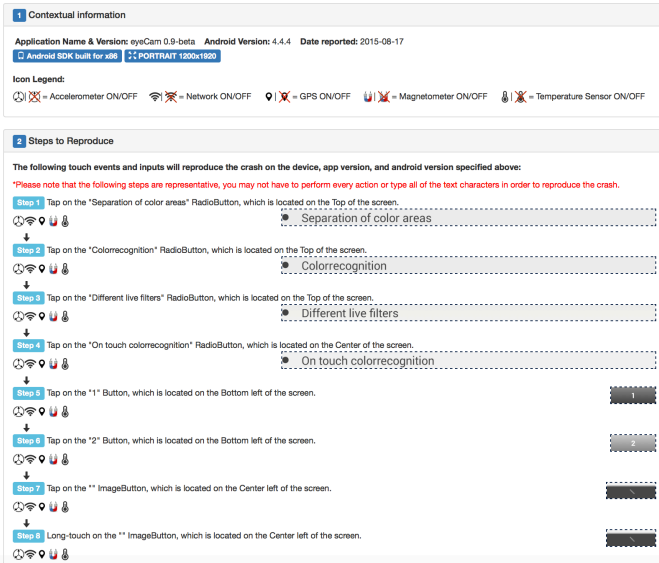 1 Contextual information
Application Name & Version: eyeCam 0.9-beta Android Version: 4.4.4 Date reported: 2015-08-17
Android SDK built for x86 PORTRAIT 1200x1920
Icon Legend:
| = Accelerometer ON/OFF | = Network ON/OFF | = GPS ON/OFF | = Magnetometer ON/OFF | = Temperature Sensor ON/OFF
2 Steps to Reproduce
The following touch events and inputs will reproduce the crash on the device, app version, and android version specified above:
*Please note that the following steps are representative, you may not have to perform every action or type all of the text characters in order to reproduce the crash.
Step 1 Tap on the "Separation of color areas" RadioButton, which is located on the Top of the screen.
Separation of color areas
Step 2 Tap on the "Colorrecognition" RadioButton, which is located on the Top of the screen.
Colorrecognition
Step 3 Tap on the "Different live filters" RadioButton, which is located on the Top of the screen.
Different live filters
Step 4 Tap on the "On touch colorrecognition" RadioButton, which is located on the Center of the screen.
On touch colorrecognition
Step 5 Tap on the "1" Button, which is located on the Bottom left of the screen.
1
Step 6 Tap on the "2" Button, which is located on the Bottom left of the screen.
2
Step 7 Tap on the "" ImageButton, which is located on the Center left of the screen.
Step 8 Long-touch on the "" ImageButton, which is located on the Center left of the screen.